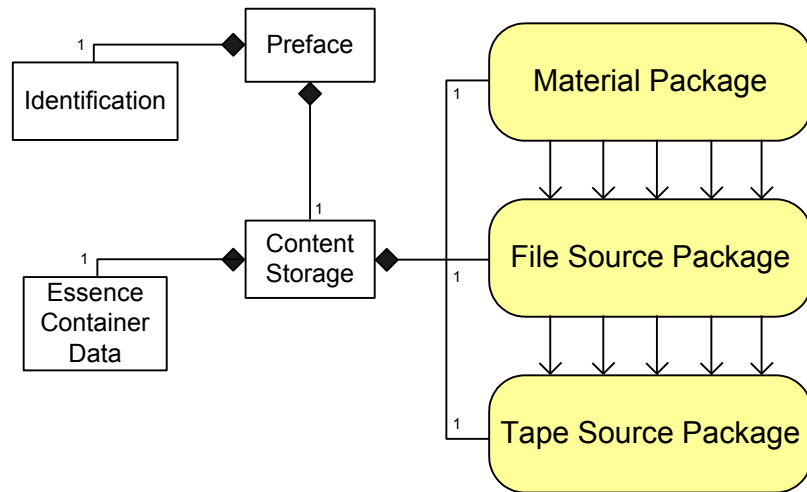 Preface
1
Identification
1
Content
Storage
1
Essence
Container
Data
Material Package
1
File Source Package
1
Tape Source Package
1